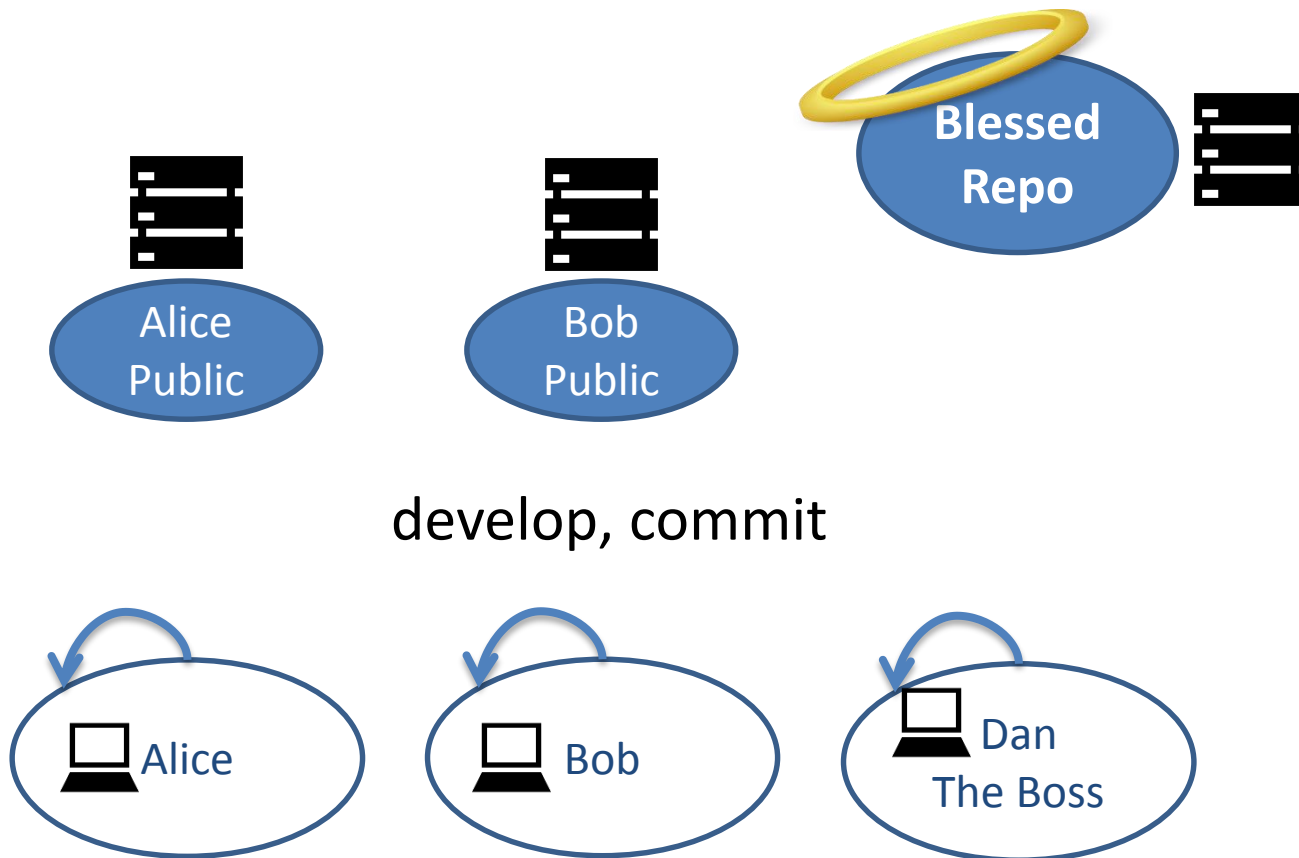 Blessed
Repo
Alice
Public
Bob
Public
develop, commit
Alice
Bob
Dan
The Boss